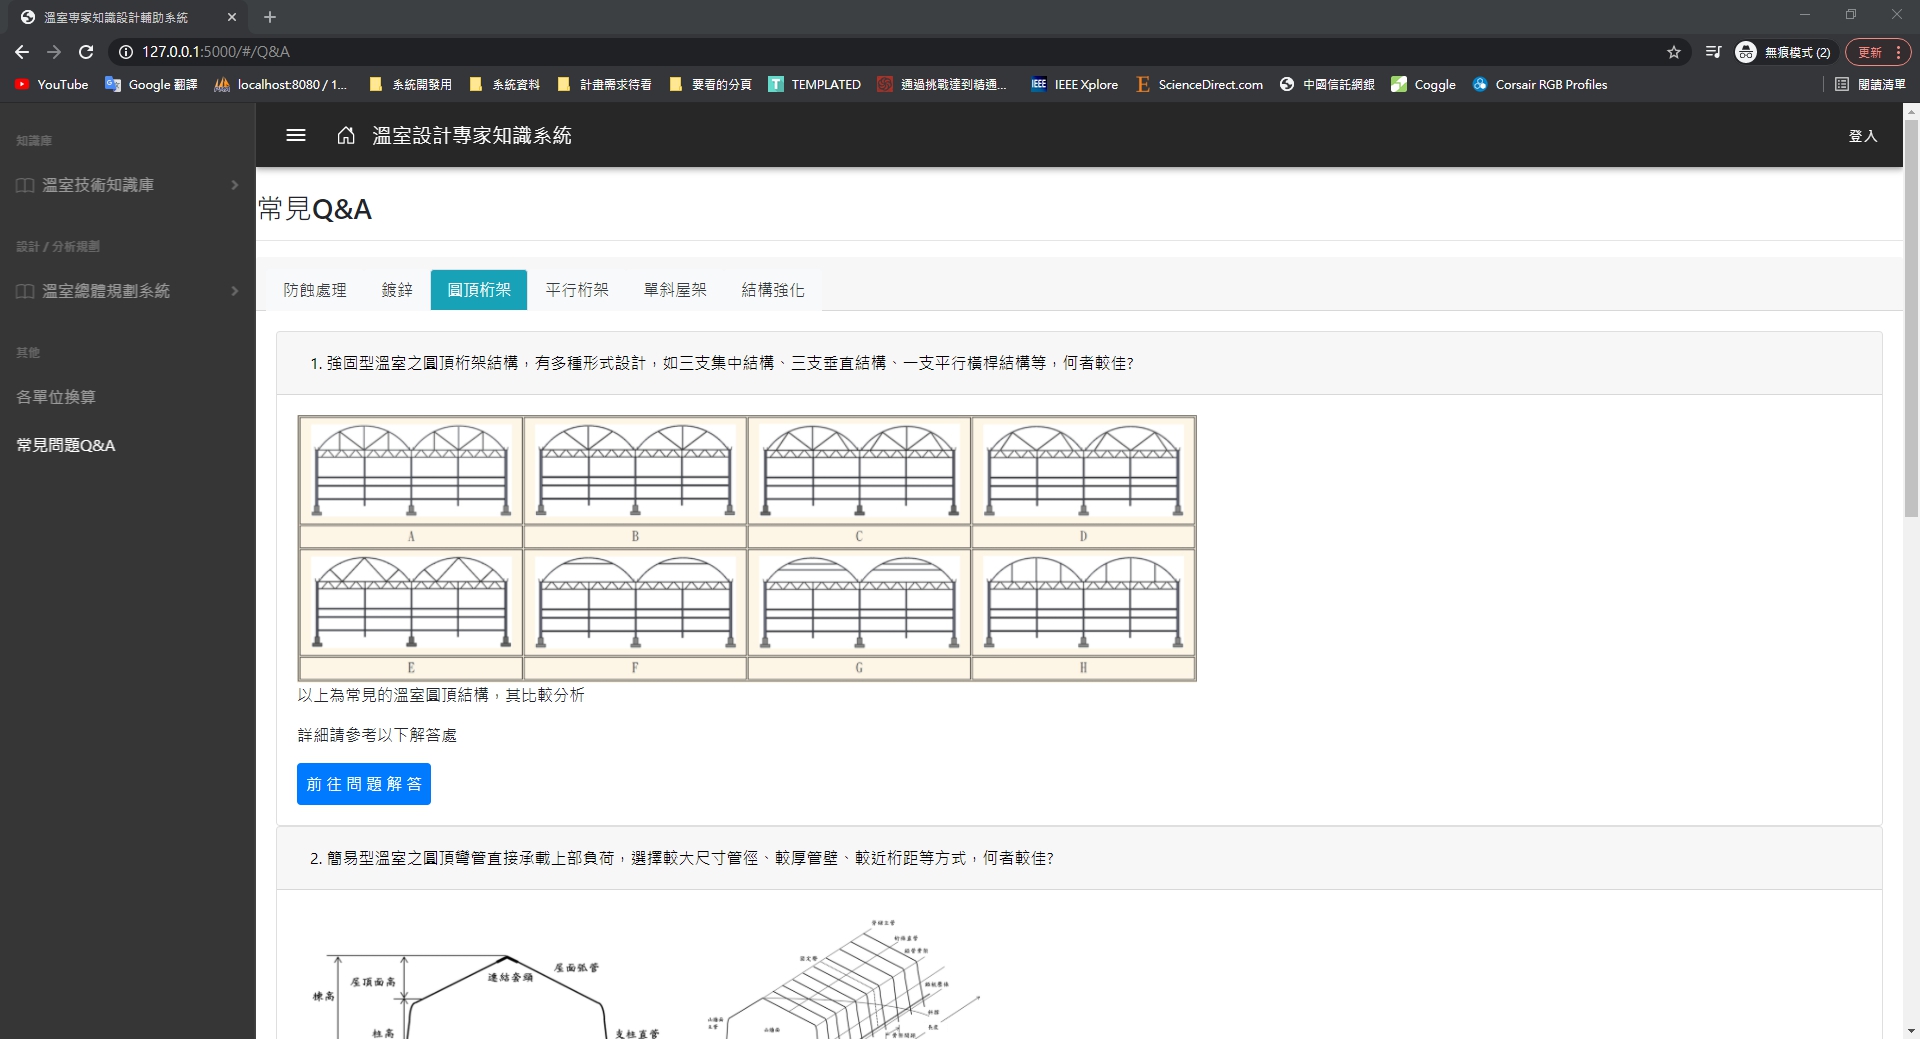 溫室專家知識設計輔助系統
127.0.0.1:5000/#/Q&A
無痕模式 (2)
更新
YouTube
Google 翻譯
localhost:8080 / 1...
系統開發用
系統資料
計畫需求待看
要看的分頁
TEMPLATED
通過挑戰達到精通...
IEEE Xplore
ScienceDirect.com
中國信託網銀
Coggle
Corsair RGB Profiles
閱讀清單
知識庫
溫室技術知識庫
設計 / 分析規劃
溫室總體規劃系統
其他
各單位換算
常見問題Q&A
溫室設計專家知識系統
登入
常見Q&A
防蝕處理
鍍鋅
圓頂桁架
平行桁架
單斜屋架
結構強化
1. 強固型溫室之圓頂桁架結構，有多種形式設計，如三支集中結構、三支垂直結構、一支平行橫桿結構等，何者較佳?
A
B
C
D
E
F
G
H
以上為常見的溫室圓頂結構，其比較分析
詳細請參考以下解答處
前往問題解答
2. 簡易型溫室之圓頂彎管直接承載上部負荷，選擇較大尺寸管徑、較厚管壁、較近桁距等方式，何者較佳?
棟高
屋頂面高
柱高
連結套頭
屋面弧管
支柱直管
固定管
山牆面
長度